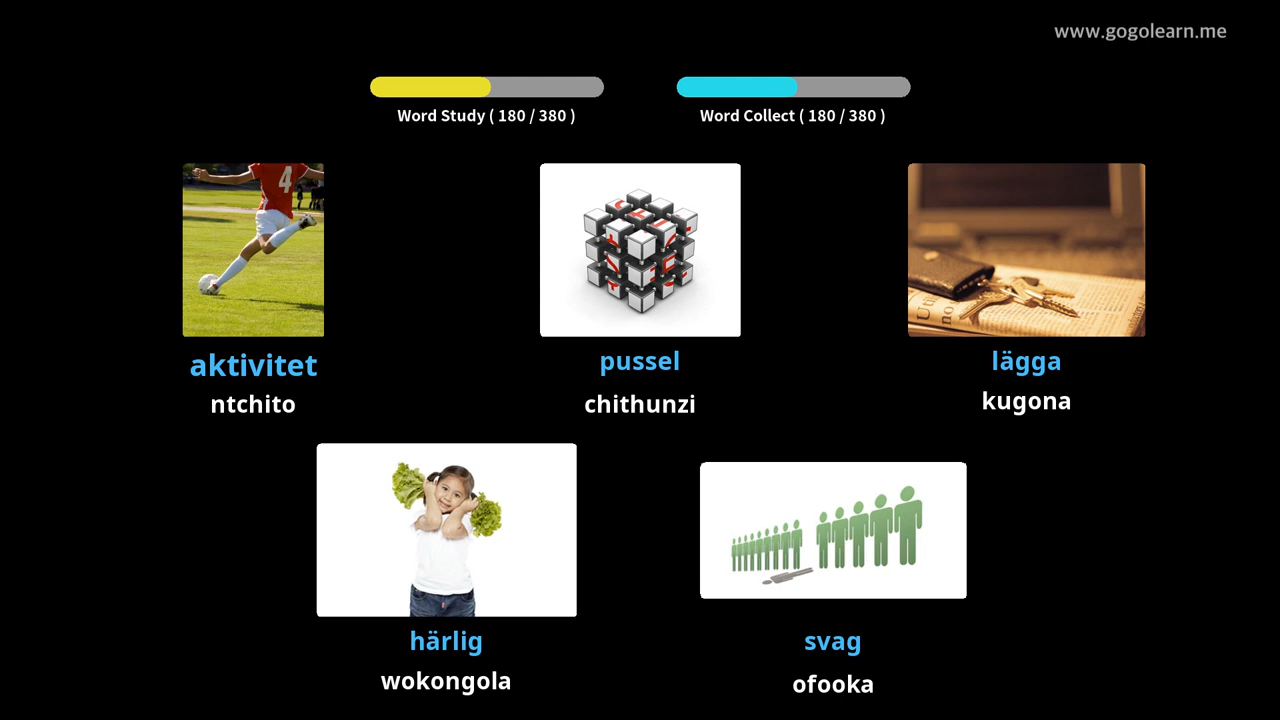 www.gogolearn.me
Word Study ( 180 / 380 )
Word Collect ( 180 / 380 )
4
aktivitet
ntchito
pussel
chithunzi
lägga
kugona
härlig
wokongola
svag
ofooka